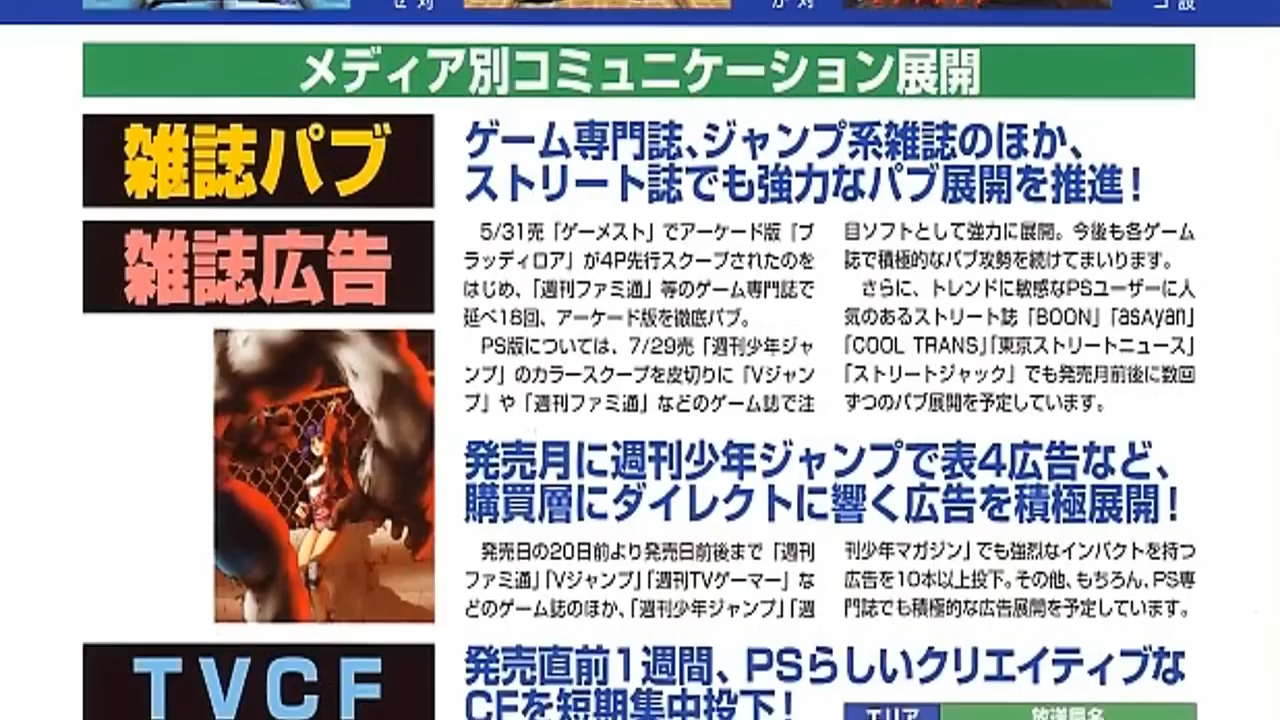 メディア別コミュニケーション展開
雑誌パブ
ゲーム専門誌、ジャンプ系雑誌のほか、
ストリート誌でも強力なパブ展開を推進！
雑誌広告
5/31売「ゲーメスト」でアーケード版『ブ
ラッディロア』が4P先行スクープされたのを
はじめ、「週刊ファミ通」等のゲーム専門誌で
延べ18回、アーケード版を徹底パブ。
PS版については、7/29売「週刊少年ジャ
ンプ」のカラースクープを皮切りに「Vジャン
プ」や「週刊ファミ通」などのゲーム誌で注
目ソフトとして強力に展開。今後も各ゲーム
誌で積極的なパブ攻勢を続けてまいります。
さらに、トレンドに敏感なPSユーザーに人
気のあるストリート誌「BOON」「asAyan」
「COOL TRANS」「東京ストリートニュース」
「ストリートジャック」でも発売月前後に数回
ずつのパブ展開を予定しています。
発売月に週刊少年ジャンプで表4広告など、
購買層にダイレクトに響く広告を積極展開！
発売日の20日前より発売日前後まで「週刊
ファミ通」「Vジャンプ」「週刊TVゲーマー」な
どのゲーム誌のほか、「週刊少年ジャンプ」「週
刊少年マガジン」でも強烈なインパクトを持つ
広告を10本以上投下。その他、もちろん、PS専
門誌でも積極的な広告展開を予定しています。
TVCF
発売直前1週間、PSらしいクリエイティブな
CFを短期集中投下！
エリア
放送局名